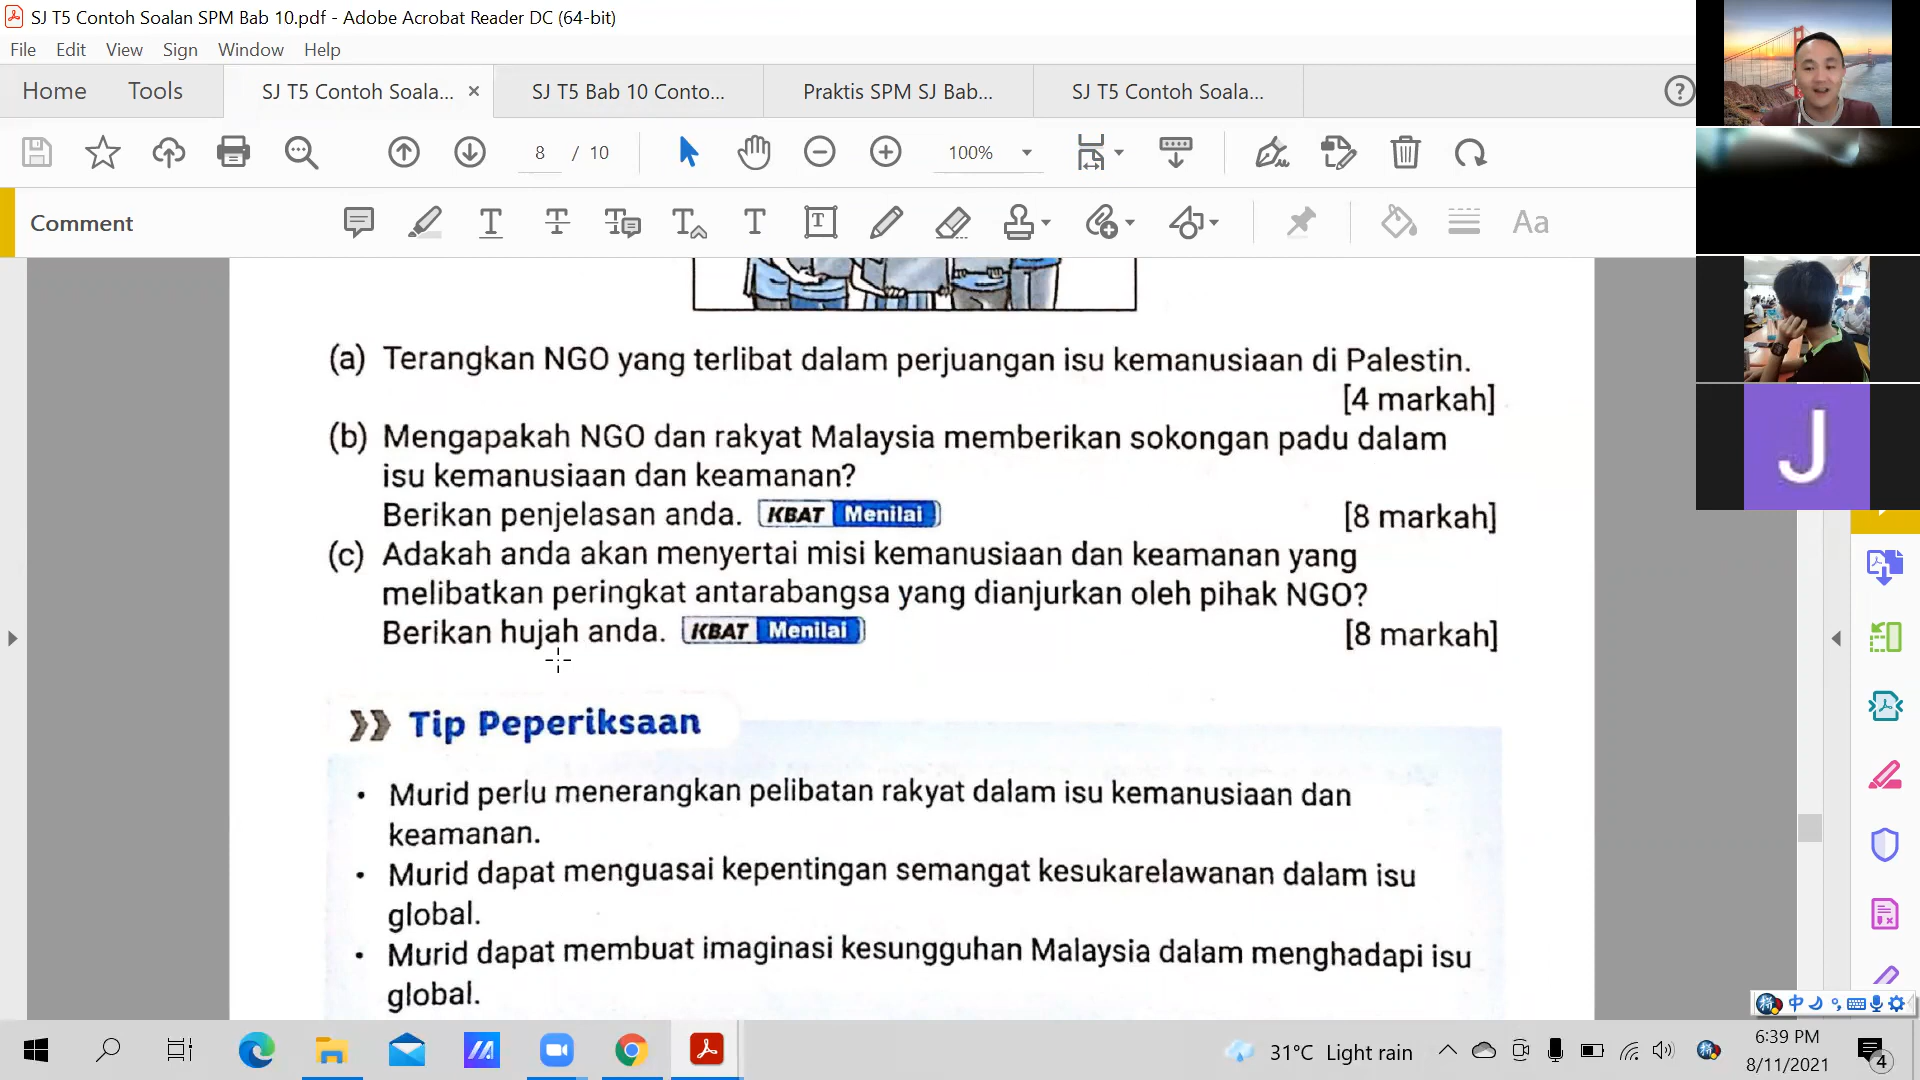 SJ T5 Contoh Soalan SPM Bab 10.pdf - Adobe Acrobat Reader DC (64-bit)
File Edit View Sign Window Help
Home Tools SJ T5 Contoh Soala... × SJ T5 Bab 10 Conto... Praktis SPM SJ Bab... SJ T5 Contoh Soala...
8 / 10 100%
Comment
Aa
(a) Terangkan NGO yang terlibat dalam perjuangan isu kemanusiaan di Palestin.
[4 markah]
(b) Mengapakah NGO dan rakyat Malaysia memberikan sokongan padu dalam
isu kemanusiaan dan keamanan?
Berikan penjelasan anda. KBAT Menilai [8 markah]
(c) Adakah anda akan menyertai misi kemanusiaan dan keamanan yang
melibatkan peringkat antarabangsa yang dianjurkan oleh pihak NGO?
Berikan hujah anda. KBAT Menilai [8 markah]
Tip Peperiksaan
• Murid perlu menerangkan pelibatan rakyat dalam isu kemanusiaan dan
keamanan.
• Murid dapat menguasai kepentingan semangat kesukarelawanan dalam isu
global.
• Murid dapat membuat imaginasi kesungguhan Malaysia dalam menghadapi isu
global.
J
中
31°C Light rain
6:39 PM
8/11/2021
4